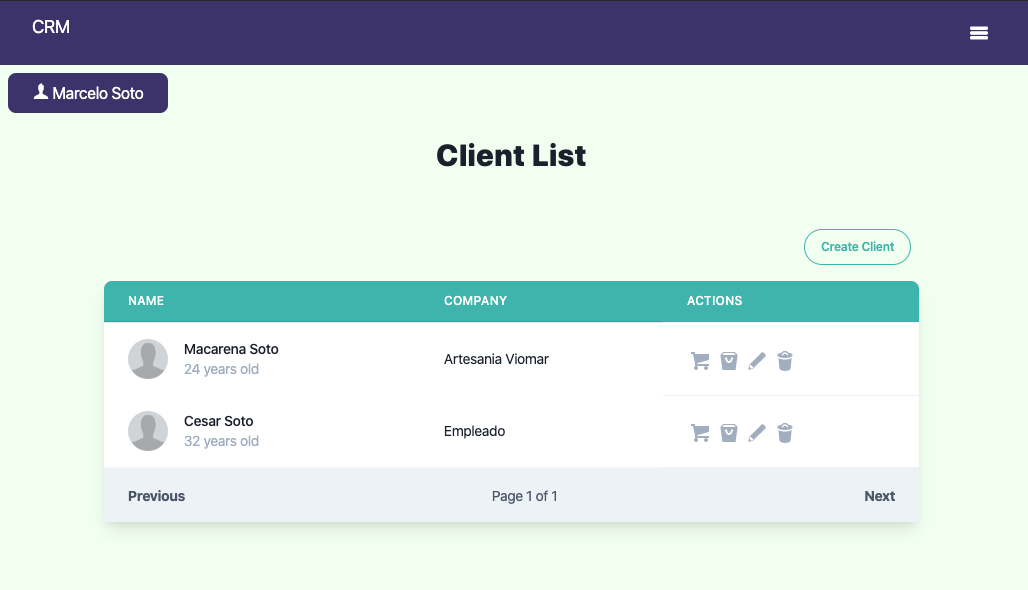 CRM
Marcelo Soto
Client List
Create Client
NAME COMPANY ACTIONS
Macarena Soto
24 years old
Artesania Viomar
Cesar Soto
32 years old
Empleado
Previous Page 1 of 1 Next